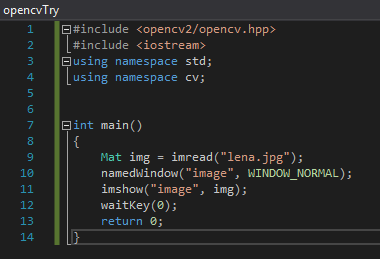 opencvTry
1 #include <opencv2/opencv.hpp>
2 #include <iostream>
3 using namespace std;
4 using namespace cv;
5
6
7 int main()
8 {
9 Mat img = imread("lena.jpg");
10 namedWindow("image", WINDOW_NORMAL);
11 imshow("image", img);
12 waitKey(0);
13 return 0;
14 }